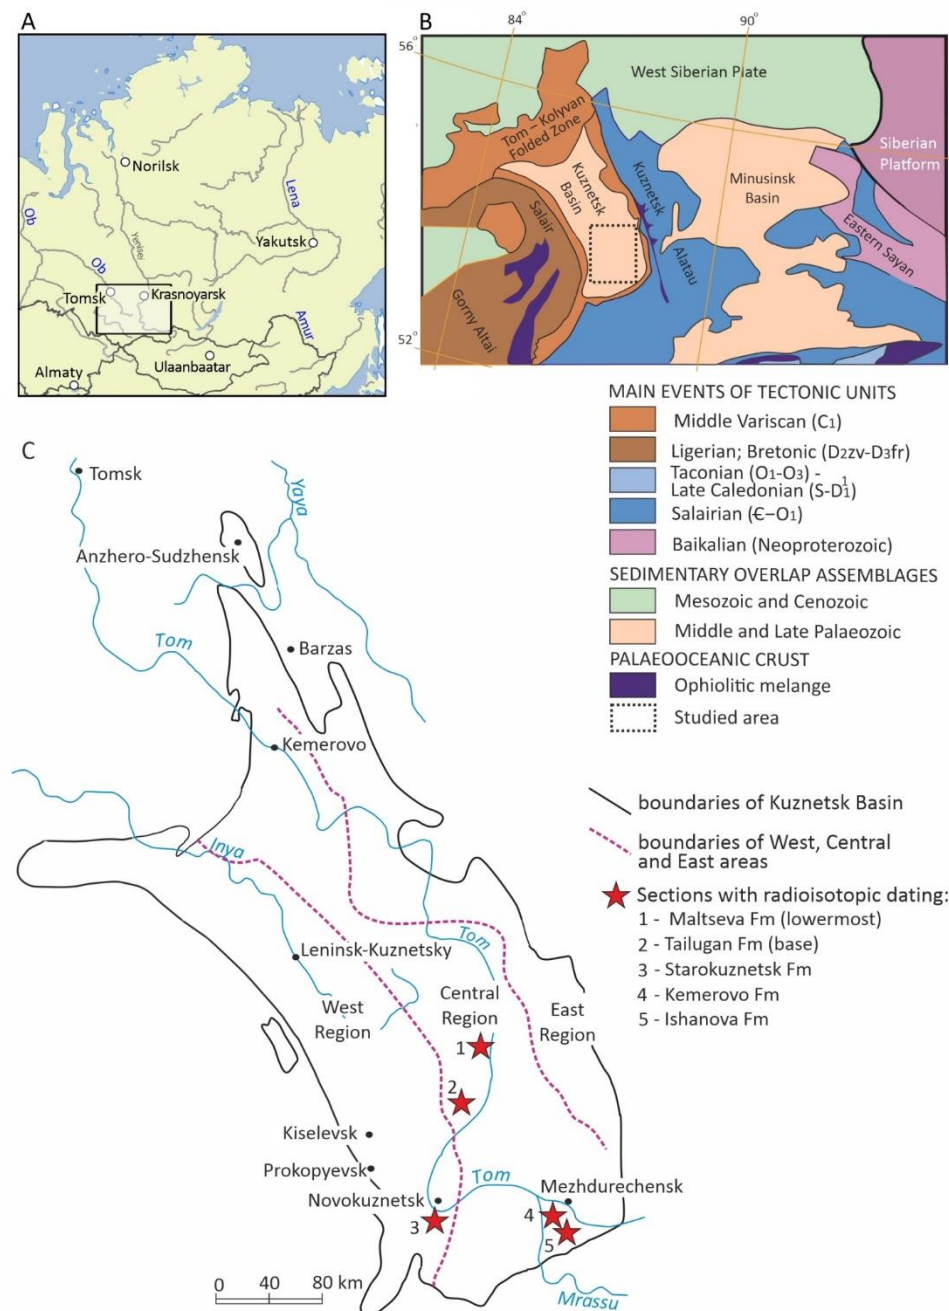 A
Norilsk
Lena
Ob
Yenisei
Yakutsk
Ob
Tomsk
Krasnoyarsk
Amur
Ulaanbaatar
Almaty
B
84°
90°
56°
52°
West Siberian Plate
Tom – Kolyvan
Folded Zone
Siberian
Platform
Kuznetsk
Basin
Kuznetsk
Alatau
Minusinsk
Basin
Salair
Eastern Sayan
Gorny Altai
MAIN EVENTS OF TECTONIC UNITS
Middle Variscan (C1)
Ligerian; Bretonic (D2zv-D3fr)
Taconian (O1-O3) -
Late Caledonian (S-D11)
Salairian (Є–O1)
Baikalian (Neoproterozoic)
SEDIMENTARY OVERLAP ASSEMBLAGES
Mesozoic and Cenozoic
Middle and Late Palaeozoic
PALAEOOCEANIC CRUST
Ophiolitic melange
Studied area
C
Tomsk
Yaya
Anzhero-Sudzhensk
Tom
Barzas
Kemerovo
Inya
Tom
Leninsk-Kuznetsky
West
Region
Central
Region
East
Region
1
2
Kiselevsk
Prokopyevsk
Tom
Novokuznetsk
Mezhdurechensk
3
4
5
Mrassu
0 40 80 km
boundaries of Kuznetsk Basin
boundaries of West, Central
and East areas
Sections with radioisotopic dating:
1 - Maltseva Fm (lowermost)
2 - Tailugan Fm (base)
3 - Starokuznetsk Fm
4 - Kemerovo Fm
5 - Ishanova Fm